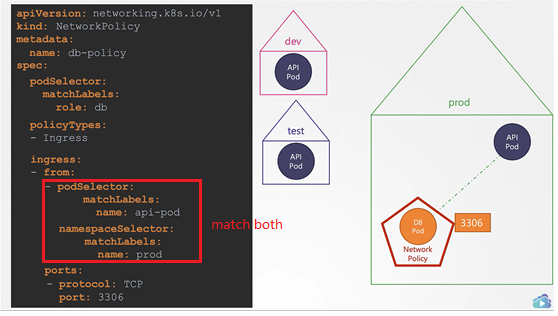 apiVersion: networking.k8s.io/v1
kind: NetworkPolicy
metadata:
name: db-policy
spec:
podSelector:
matchLabels:
role: db
policyTypes:
- Ingress
ingress:
- from:
- podSelector:
matchLabels:
name: api-pod
namespaceSelector:
matchLabels:
name: prod
ports:
- protocol: TCP
port: 3306
match both
dev
API
Pod
test
API
Pod
prod
API
Pod
DB
Pod
Network
Policy
3306